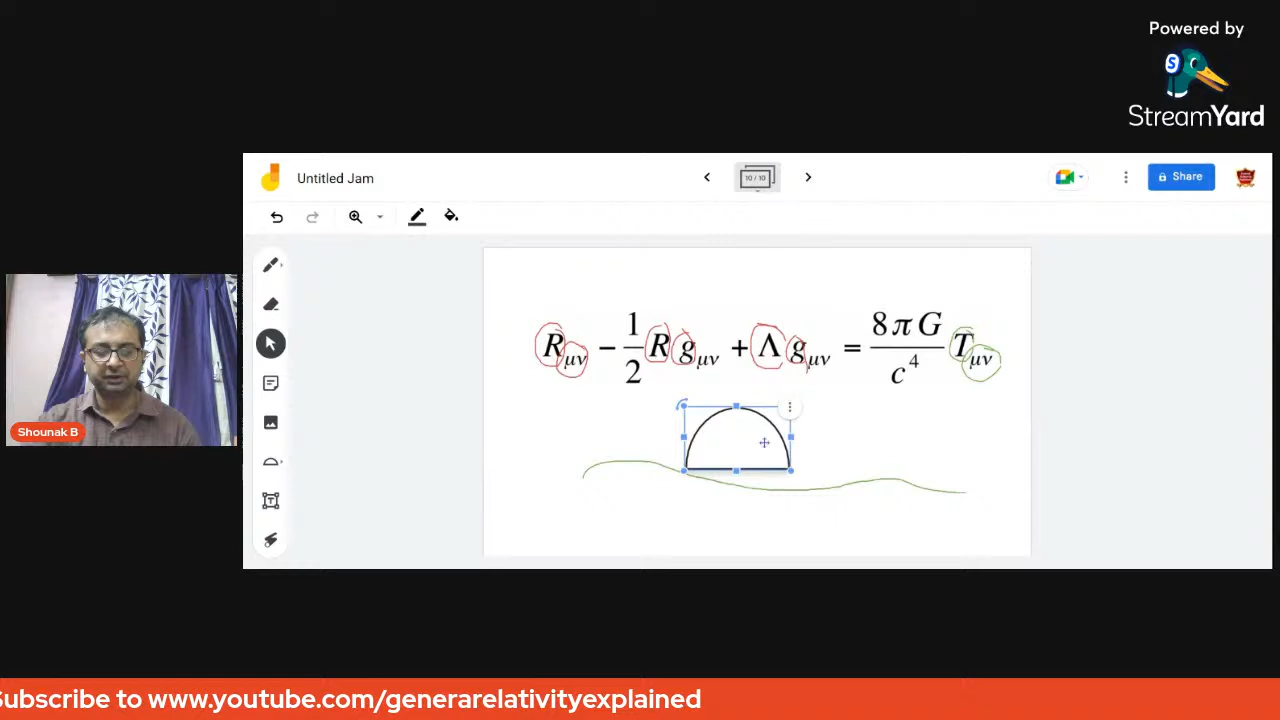 Powered by
S
StreamYard
Untitled Jam
10 / 10
Share
R_μν − 1/2 R g_μν + Λ g_μν = 8πG/c⁴ T_μν
T
Shounak B
Subscribe to www.youtube.com/generarelativityexplained